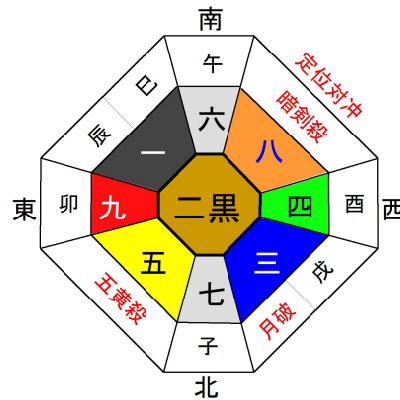 南
定位対冲
暗剣殺
午
巳
辰
六
一
八
東
卯
九
二黒
四
酉
西
五
三
戌
五黄殺
七
月破
子
北